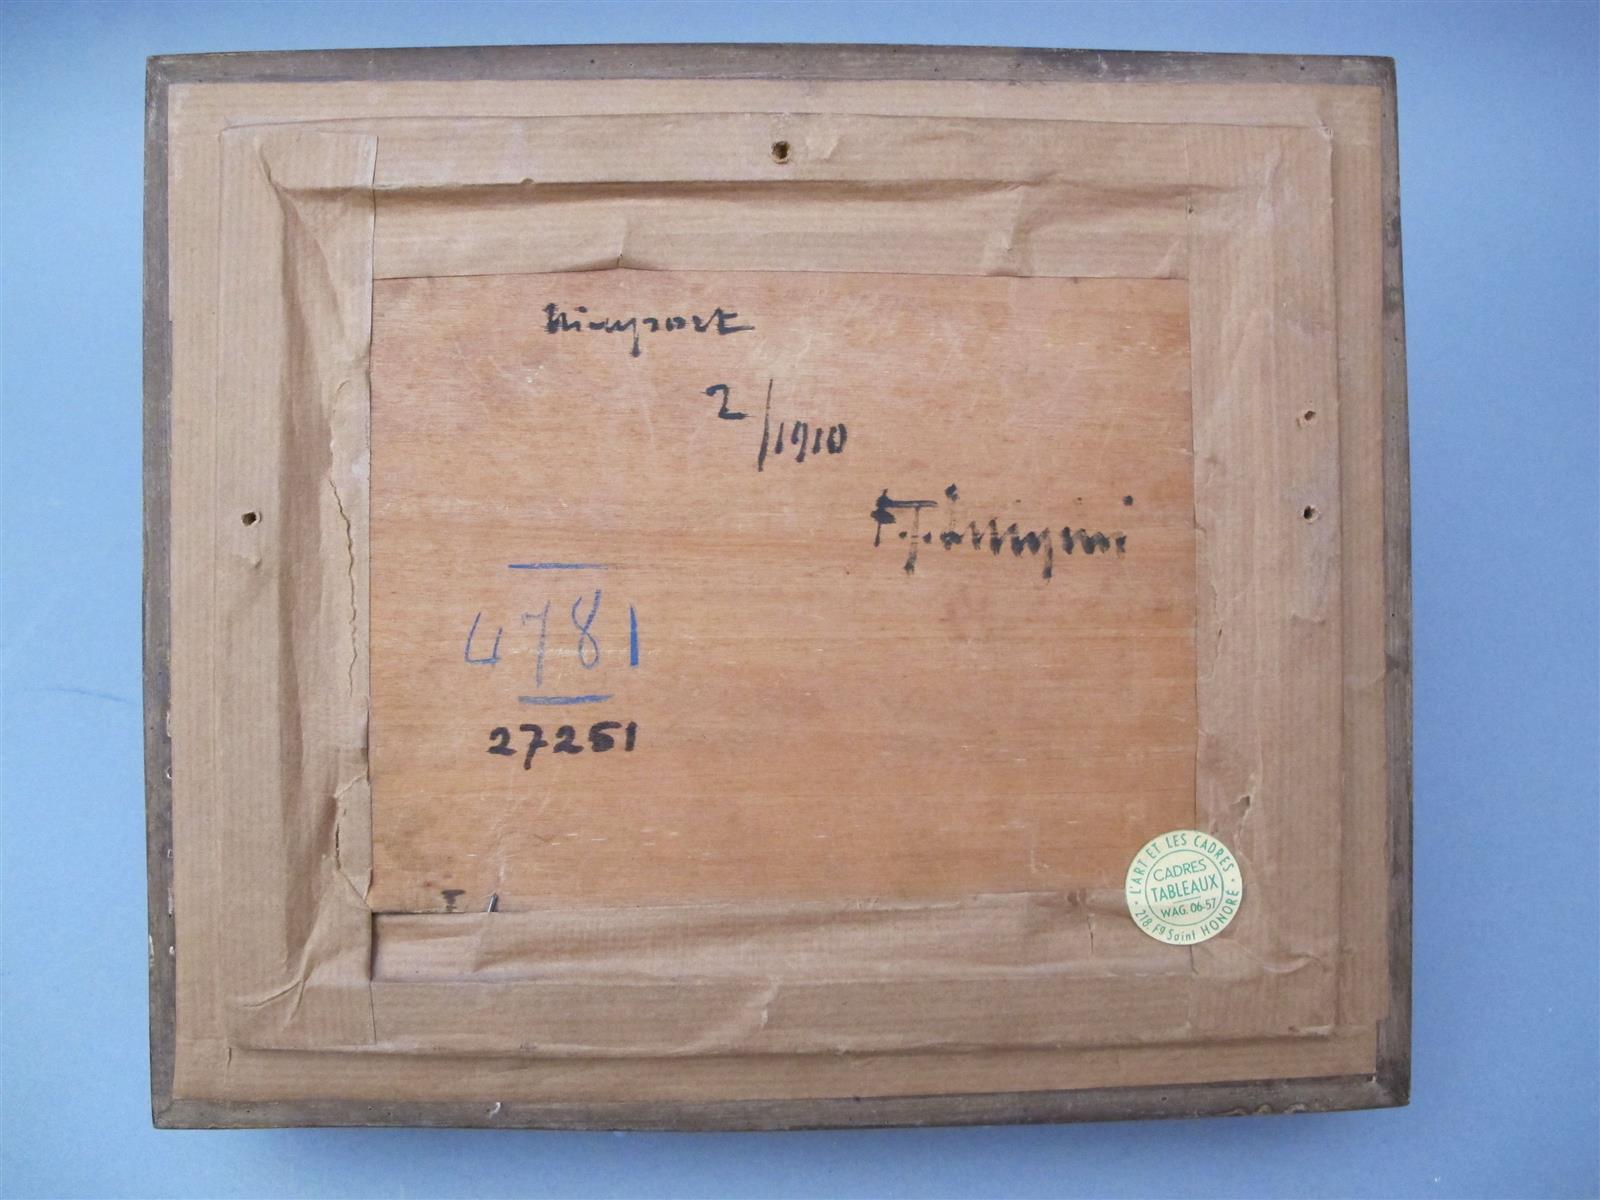 Nieuport
2/1910
4781
27251
L'ART ET LES CADRES
CADRES
TABLEAUX
WAG. 06-57
218. Fg Saint HONORÉ